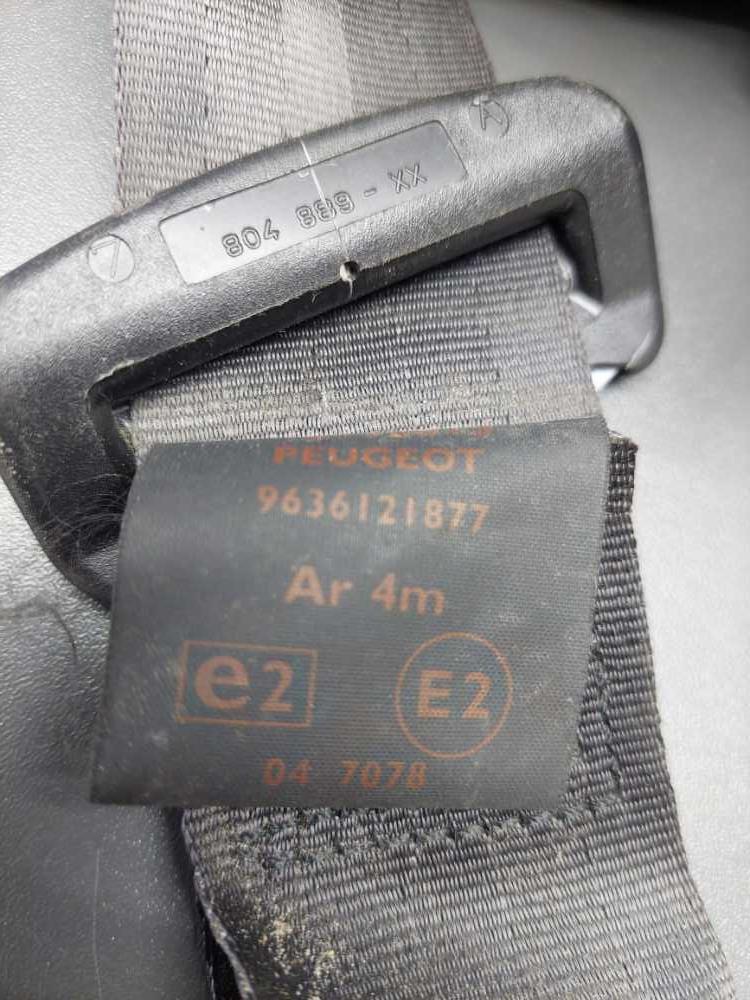 804 889 - XX
PEUGEOT
9636121877
Ar 4m
e2 E2
04 7078